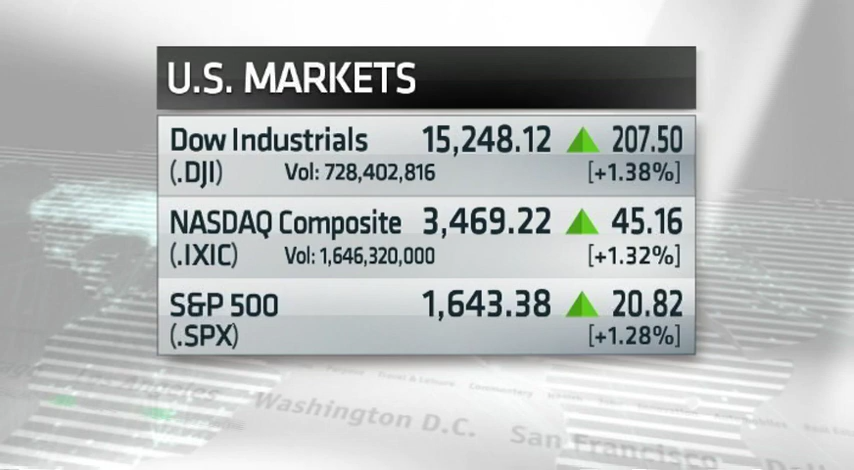 U.S. MARKETS
Dow Industrials 15,248.12 ▲ 207.50
(.DJI) Vol: 728,402,816 [+1.38%]
NASDAQ Composite 3,469.22 ▲ 45.16
(.IXIC) Vol: 1,646,320,000 [+1.32%]
S&P 500 1,643.38 ▲ 20.82
(.SPX) [+1.28%]
Los Angeles
Washington D.C.
San Francisco